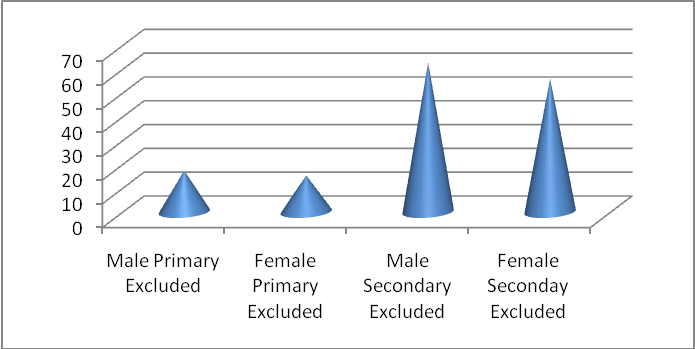 70
60
50
40
30
20
10
0
Male Primary
Excluded
Female
Primary
Excluded
Male
Secondary
Excluded
Female
Seconday
Excluded